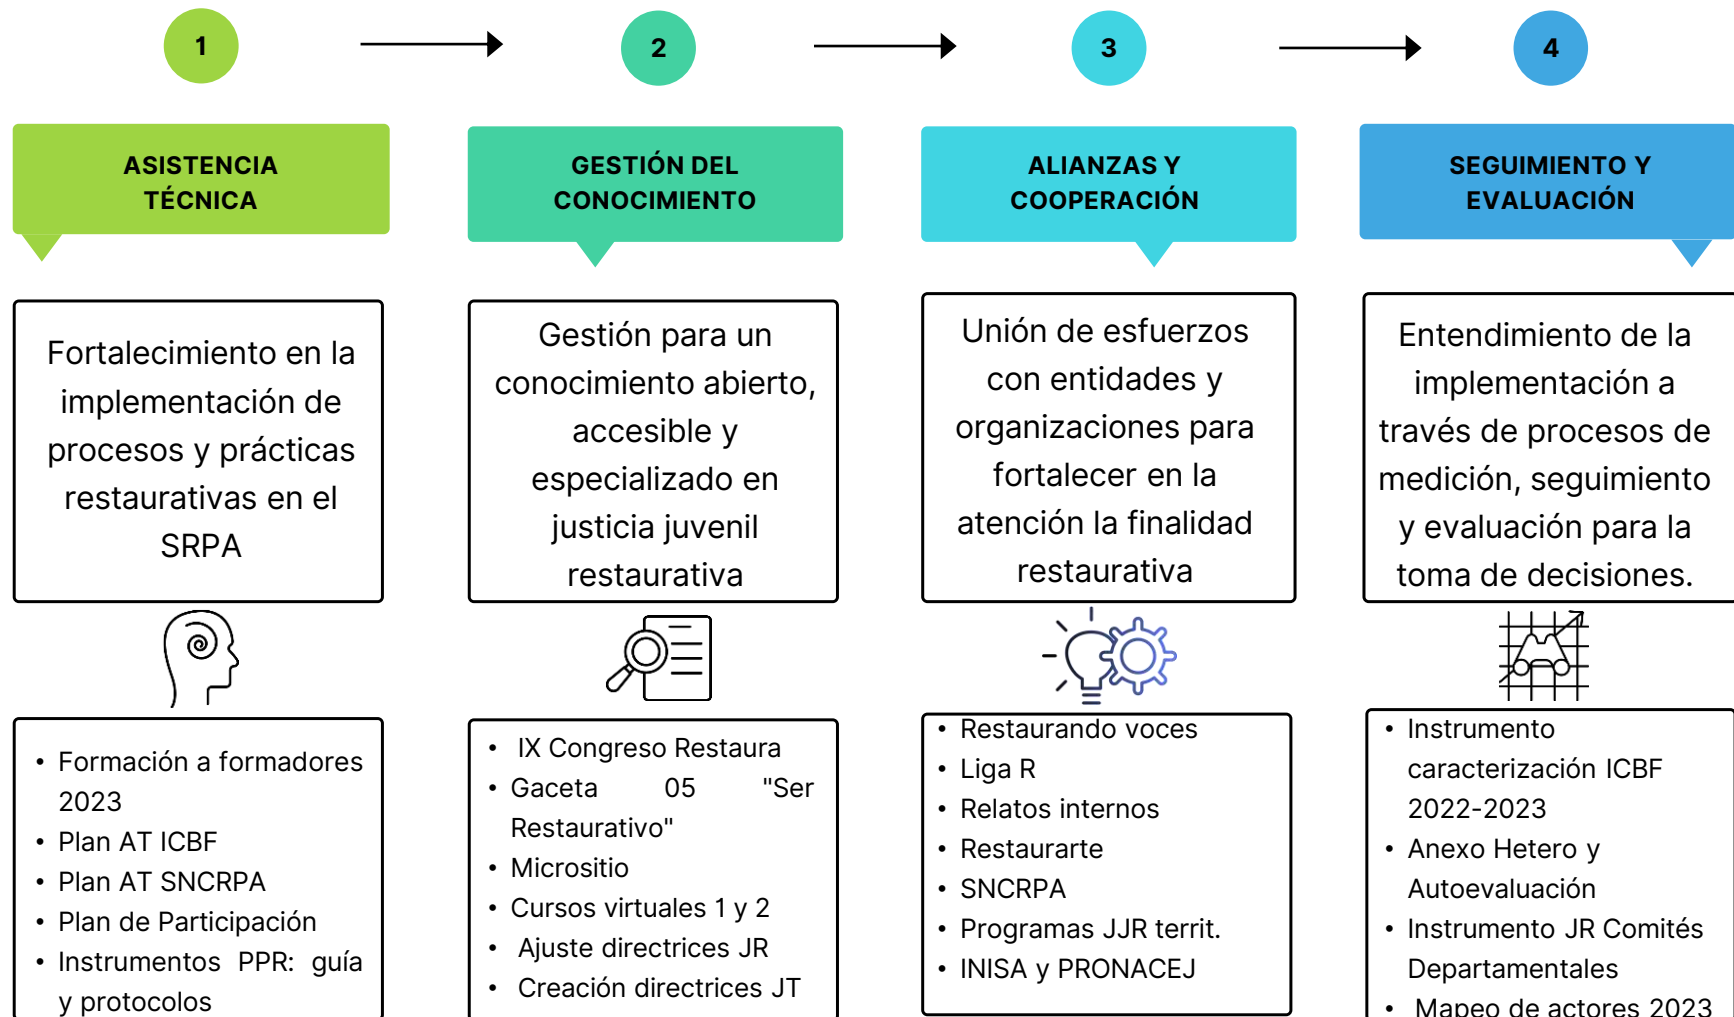 1
2
3
4
ASISTENCIA
TÉCNICA
GESTIÓN DEL
CONOCIMIENTO
ALIANZAS Y
COOPERACIÓN
SEGUIMIENTO Y
EVALUACIÓN
Fortalecimiento en la
implementación de
procesos y prácticas
restaurativas en el
SRPA
Gestión para un
conocimiento abierto,
accesible y
especializado en
justicia juvenil
restaurativa
Unión de esfuerzos
con entidades y
organizaciones para
fortalecer en la
atención la finalidad
restaurativa
Entendimiento de la
implementación a
través de procesos de
medición, seguimiento
y evaluación para la
toma de decisiones.
• Formación a formadores
2023
• Plan AT ICBF
• Plan AT SNCRPA
• Plan de Participación
• Instrumentos PPR: guía
y protocolos
• IX Congreso Restaura
• Gaceta 05 "Ser
Restaurativo"
• Micrositio
• Cursos virtuales 1 y 2
• Ajuste directrices JR
• Creación directrices JT
• Restaurando voces
• Liga R
• Relatos internos
• Restaurarte
• SNCRPA
• Programas JJR territ.
• INISA y PRONACEJ
• Instrumento
caracterización ICBF
2022-2023
• Anexo Hetero y
Autoevaluación
• Instrumento JR Comités
Departamentales
• Mapeo de actores 2023